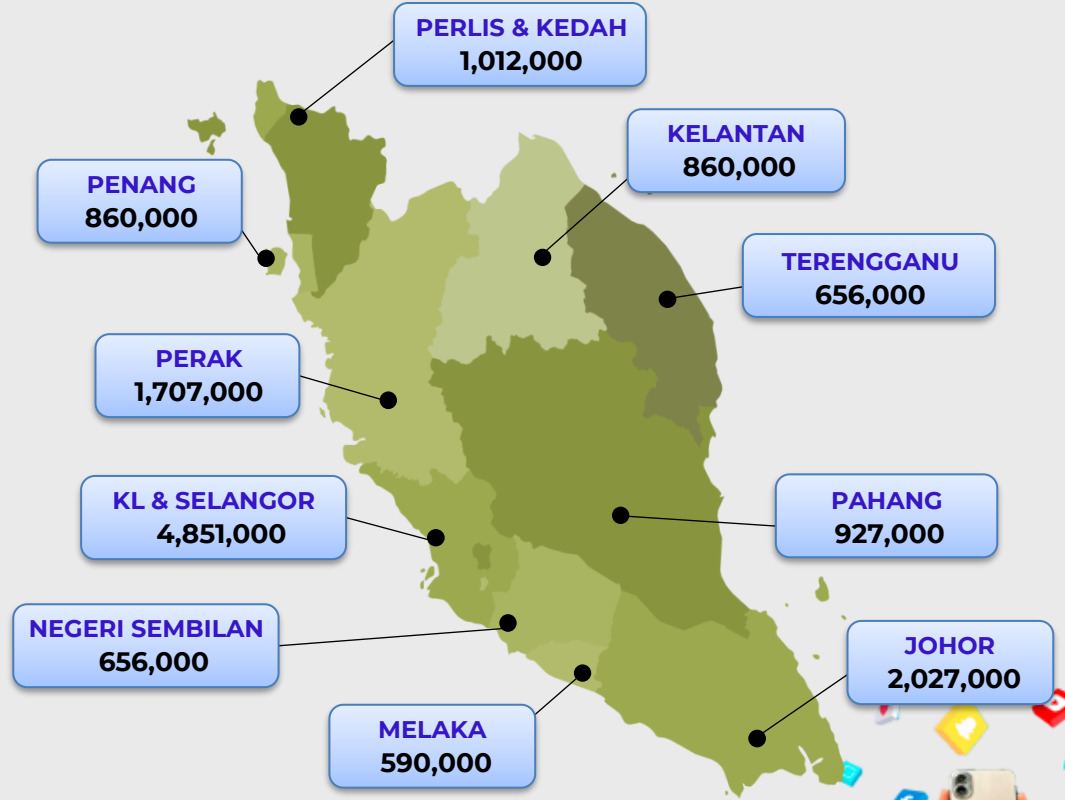 PERLIS & KEDAH
1,012,000
KELANTAN
860,000
PENANG
860,000
TERENGGANU
656,000
PERAK
1,707,000
KL & SELANGOR
4,851,000
PAHANG
927,000
NEGERI SEMBILAN
656,000
JOHOR
2,027,000
MELAKA
590,000